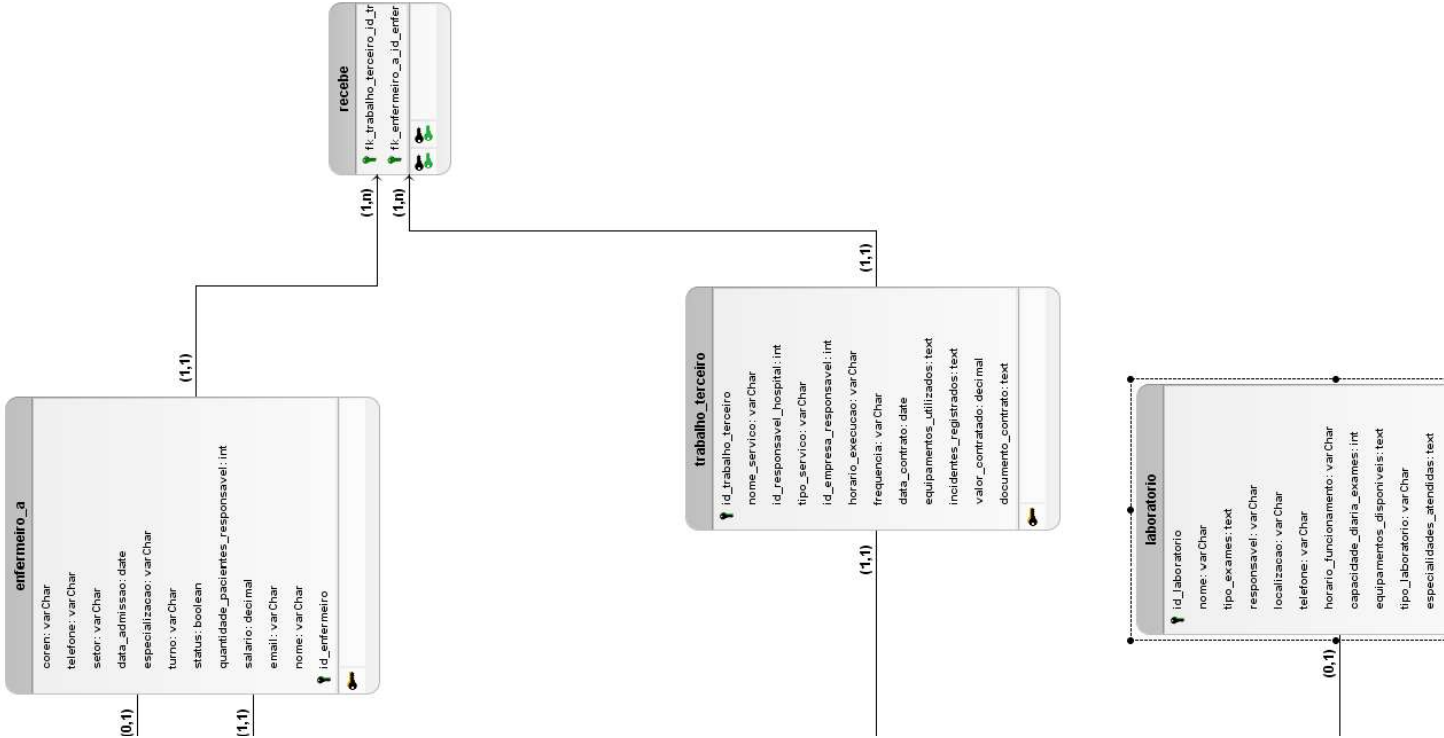 recebe
fk_trabalho_terceiro_id_tr
fk_enfermeiro_a_id_enfer
(1,n)
(1,n)
(1,1)
(1,1)
enfermeiro_a
coren: varChar
telefone: varChar
setor: varChar
data_admissao: date
especializacao: varChar
turno: varChar
status: boolean
quantidade_pacientes_responsavel: int
salario: decimal
email: varChar
nome: varChar
id_enfermeiro
(0,1)
(1,1)
trabalho_terceiro
id_trabalho_terceiro
nome_servico: varChar
id_responsavel_hospital: int
tipo_servico: varChar
id_empresa_responsavel: int
horario_execucao: varChar
frequencia: varChar
data_contrato: date
equipamentos_utilizados: text
incidentes_registrados: text
valor_contratado: decimal
documento_contrato: text
(1,1)
laboratorio
id_laboratorio
nome: varChar
tipo_exames: text
responsavel: varChar
localizacao: varChar
telefone: varChar
horario_funcionamento: varChar
capacidade_diaria_exames: int
equipamentos_disponiveis: text
tipo_laboratorio: varChar
especialidades_atendidas: text
(0,1)